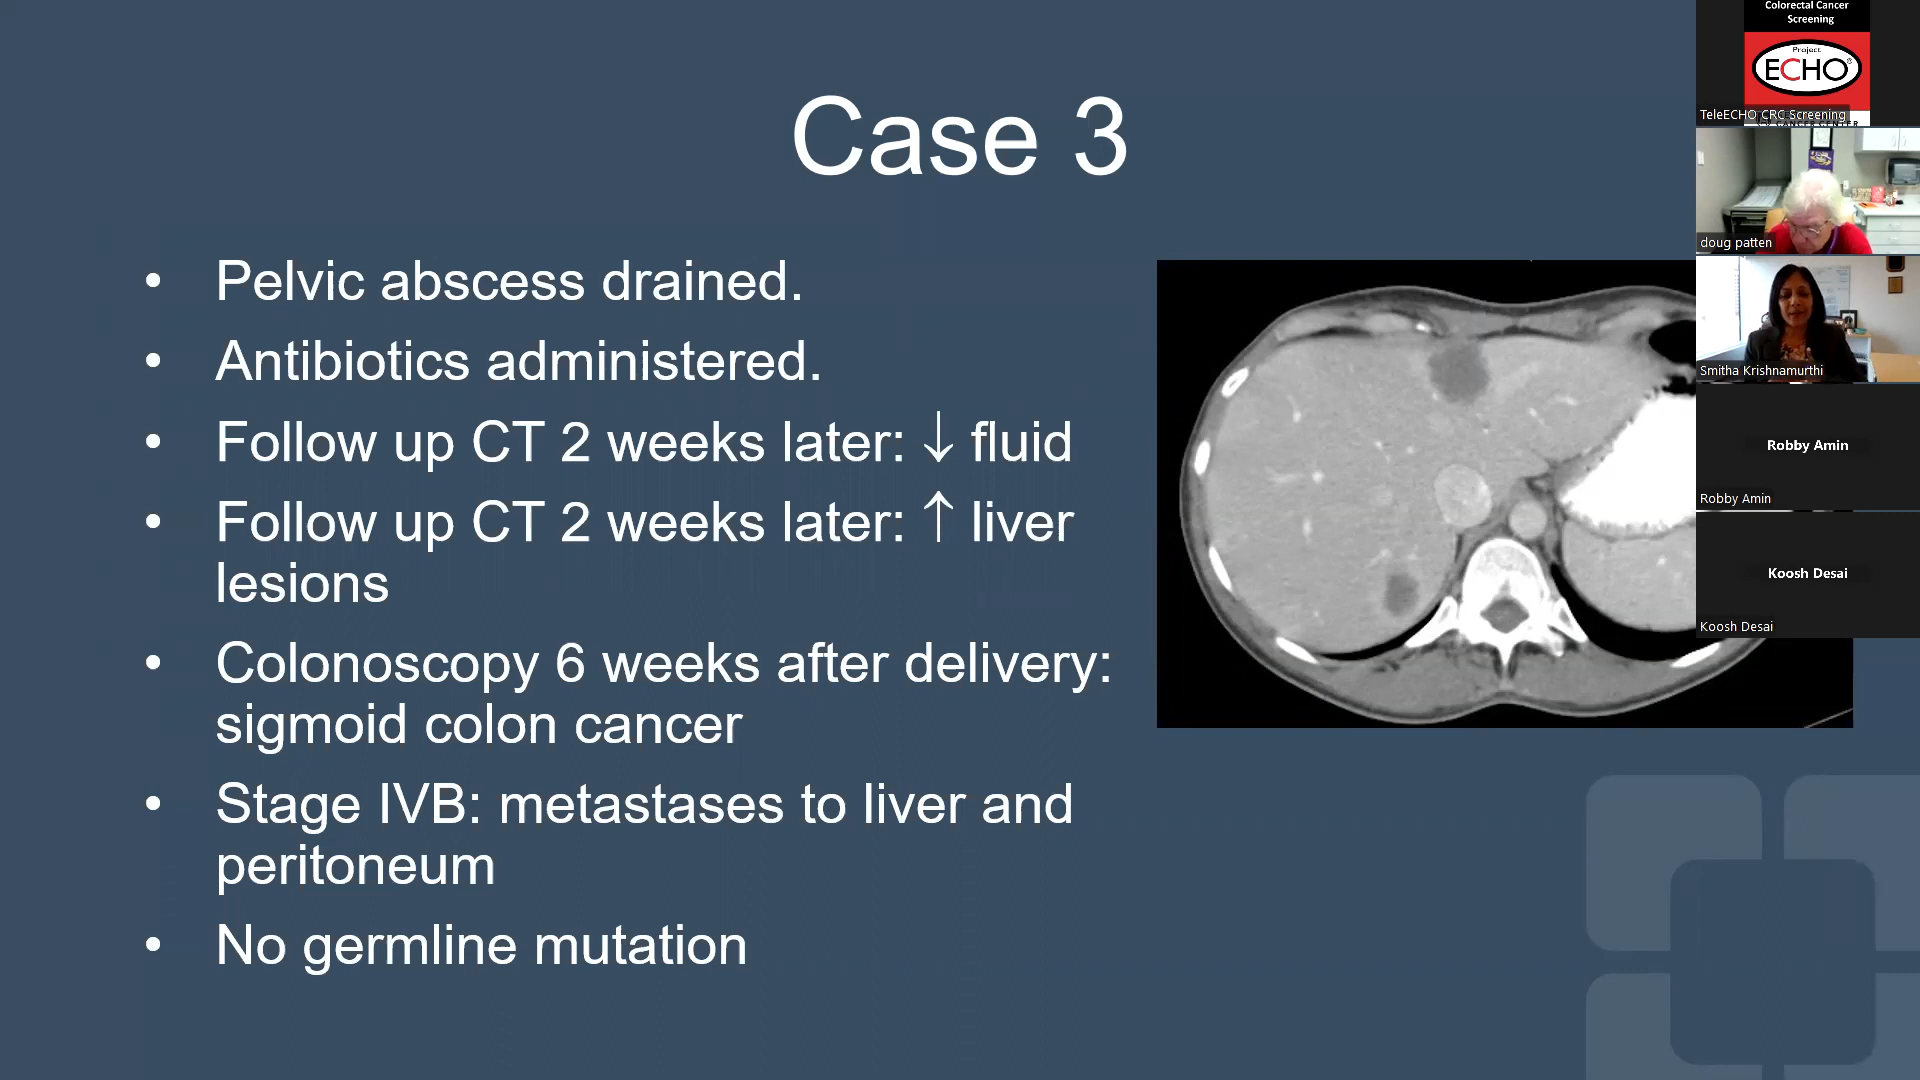 Case 3
• Pelvic abscess drained.
• Antibiotics administered.
• Follow up CT 2 weeks later: ↓ fluid
• Follow up CT 2 weeks later: ↑ liver
lesions
• Colonoscopy 6 weeks after delivery:
sigmoid colon cancer
• Stage IVB: metastases to liver and
peritoneum
• No germline mutation
Colorectal Cancer
Screening
Project
ECHO®
TeleECHO CRC Screening
doug patten
Smitha Krishnamurthi
Robby Amin
Robby Amin
Koosh Desai
Koosh Desai